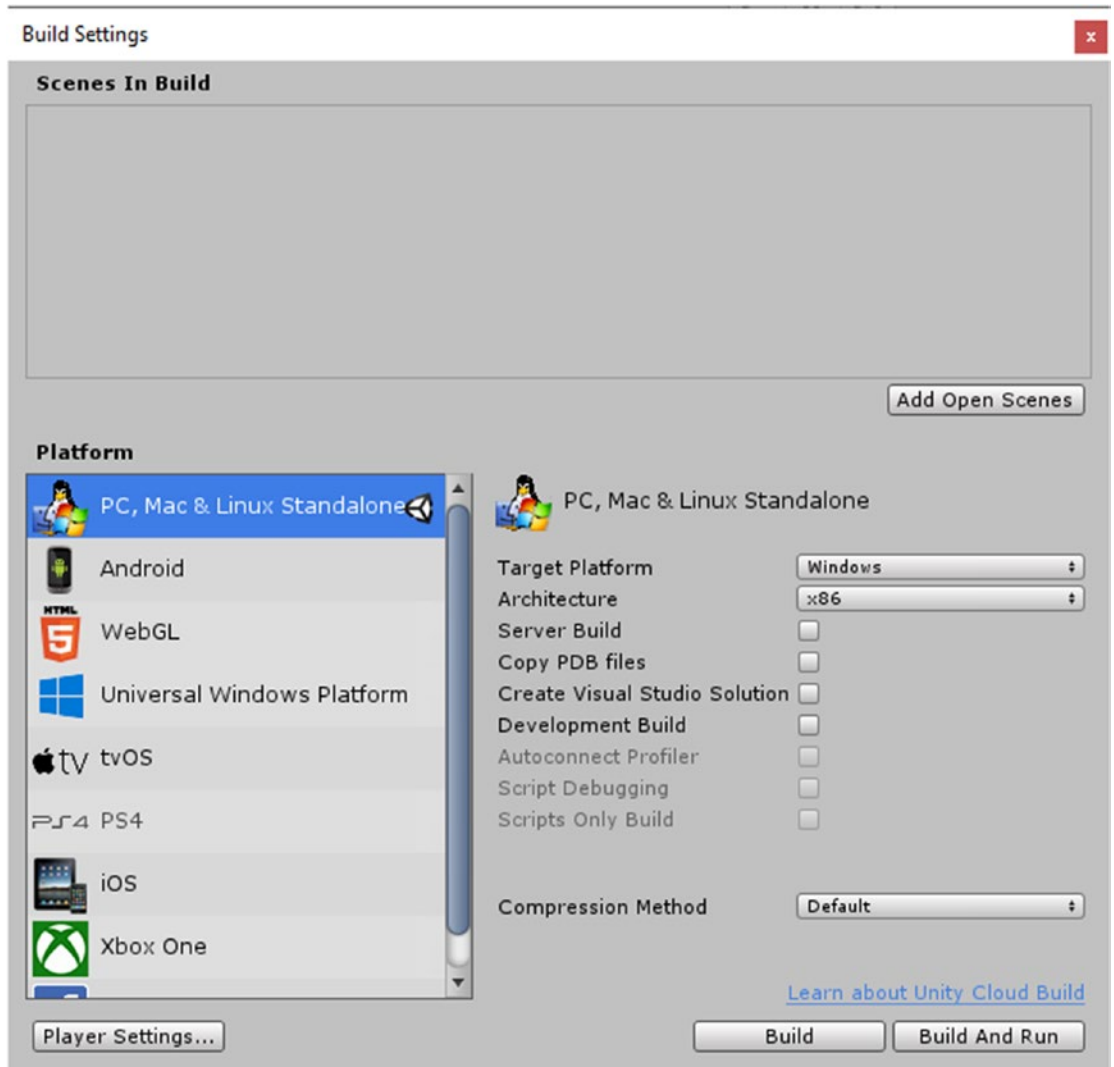 Build Settings
x
Scenes In Build
Add Open Scenes
Platform
PC, Mac & Linux Standalone
Android
HTML
5
WebGL
Universal Windows Platform
tv
tvOS
PS4
PS4
iOS
Xbox One
PC, Mac & Linux Standalone
Target Platform Windows
Architecture x86
Server Build
Copy PDB files
Create Visual Studio Solution
Development Build
Autoconnect Profiler
Script Debugging
Scripts Only Build
Compression Method Default
Learn about Unity Cloud Build
Player Settings...
Build
Build And Run